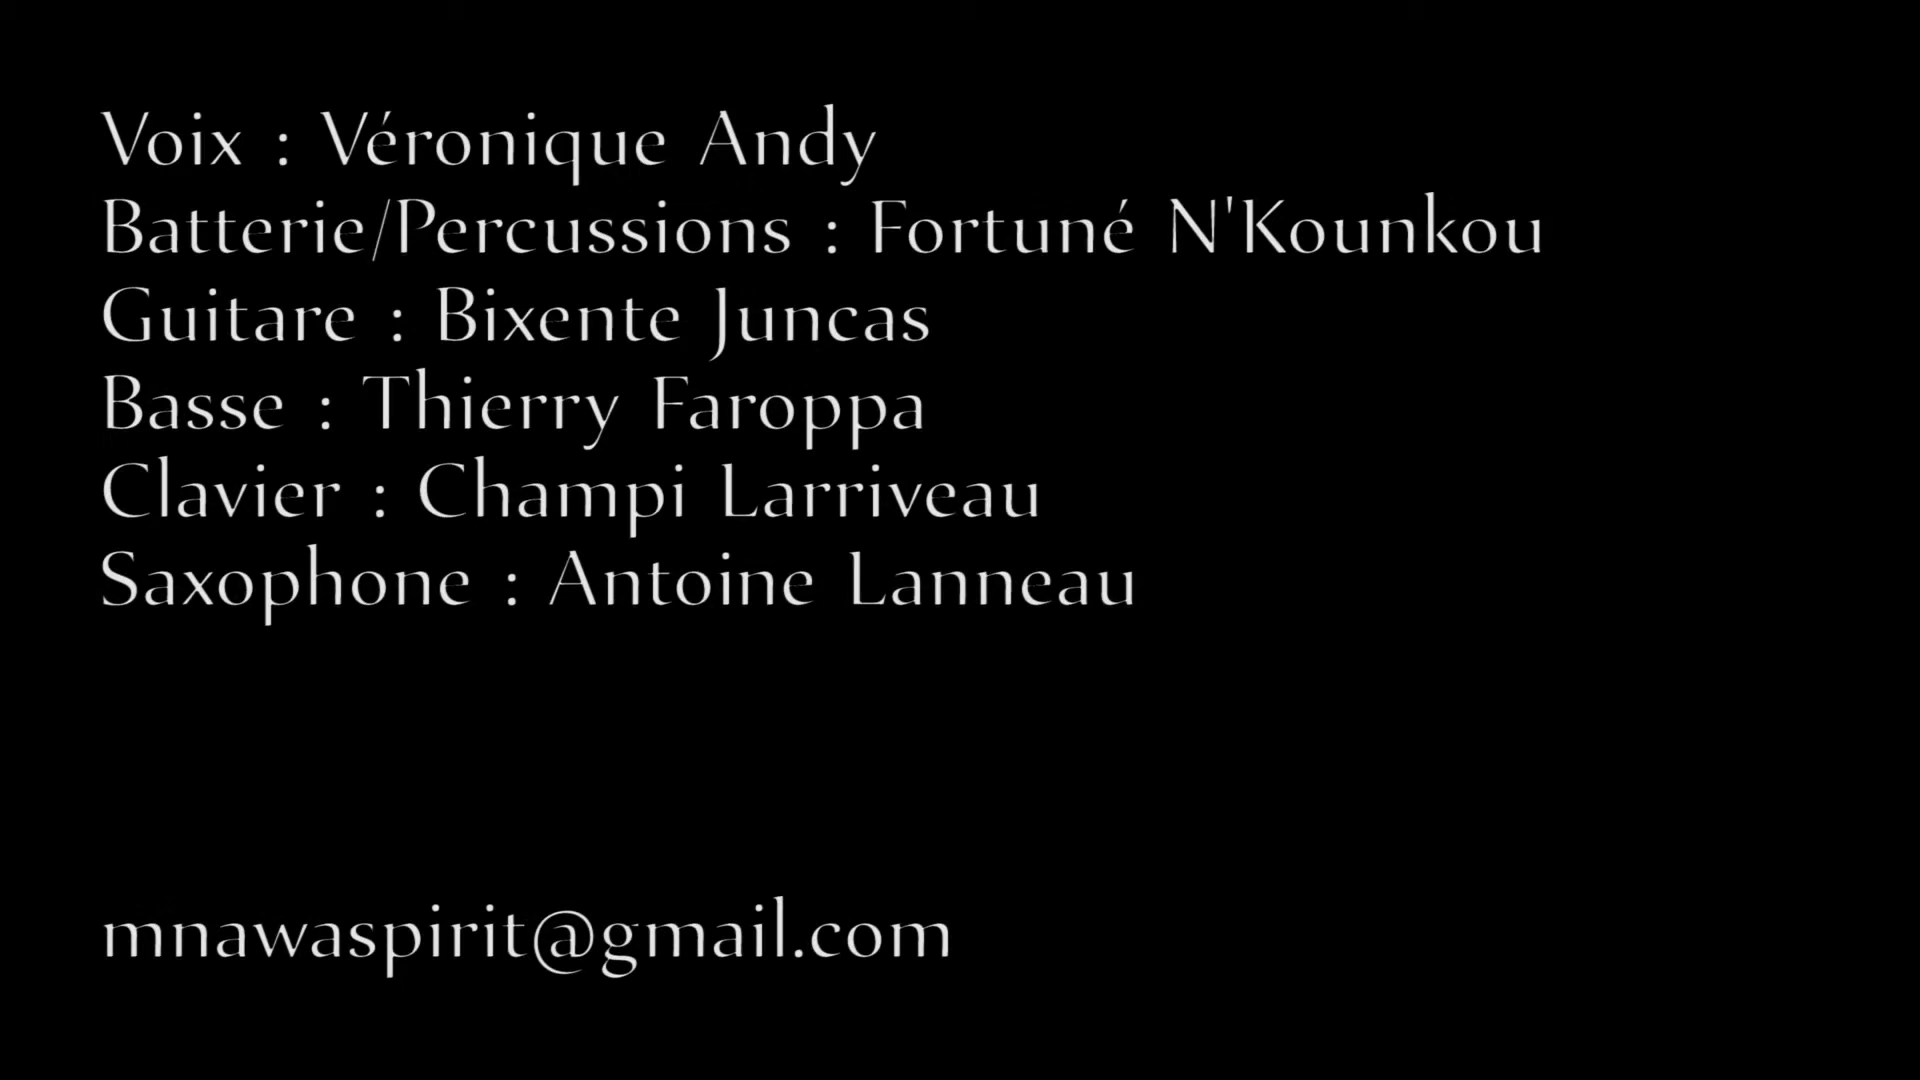 Voix : Véronique Andy
Batterie/Percussions : Fortuné N'Kounkou
Guitare : Bixente Juncas
Basse : Thierry Faroppa
Clavier : Champi Larriveau
Saxophone : Antoine Lanneau
mnawaspirit@gmail.com